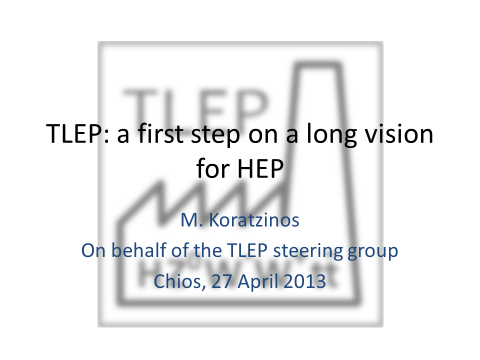 TLEP
TLEP: a first step on a long vision
for HEP
M. Koratzinos
On behalf of the TLEP steering group
Chios, 27 April 2013